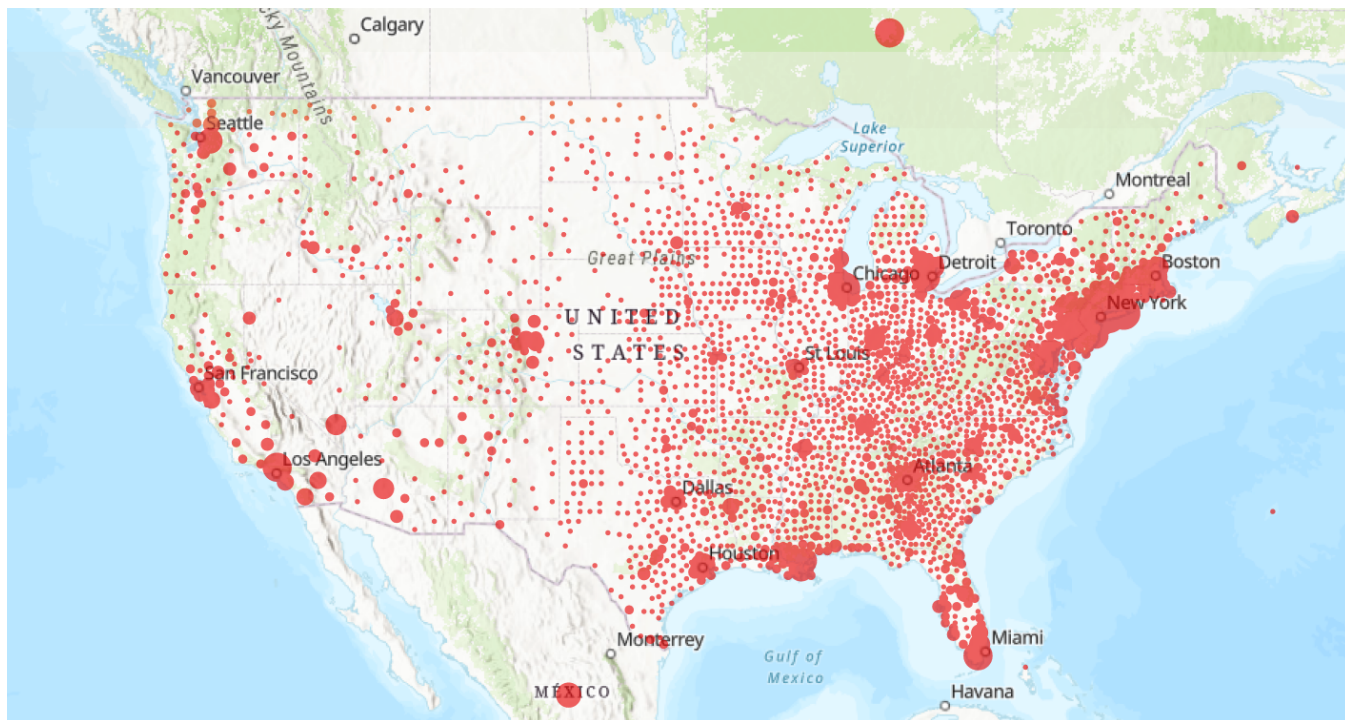 Calgary
Rocky Mountains
Vancouver
Seattle
Lake
Superior
Montreal
Toronto
Great Plains
Chicago
Detroit
Boston
New York
UNITED
STATES
St Louis
San Francisco
Los Angeles
Atlanta
Dallas
Houston
Monterrey
Miami
Gulf of
Mexico
MÉXICO
Havana